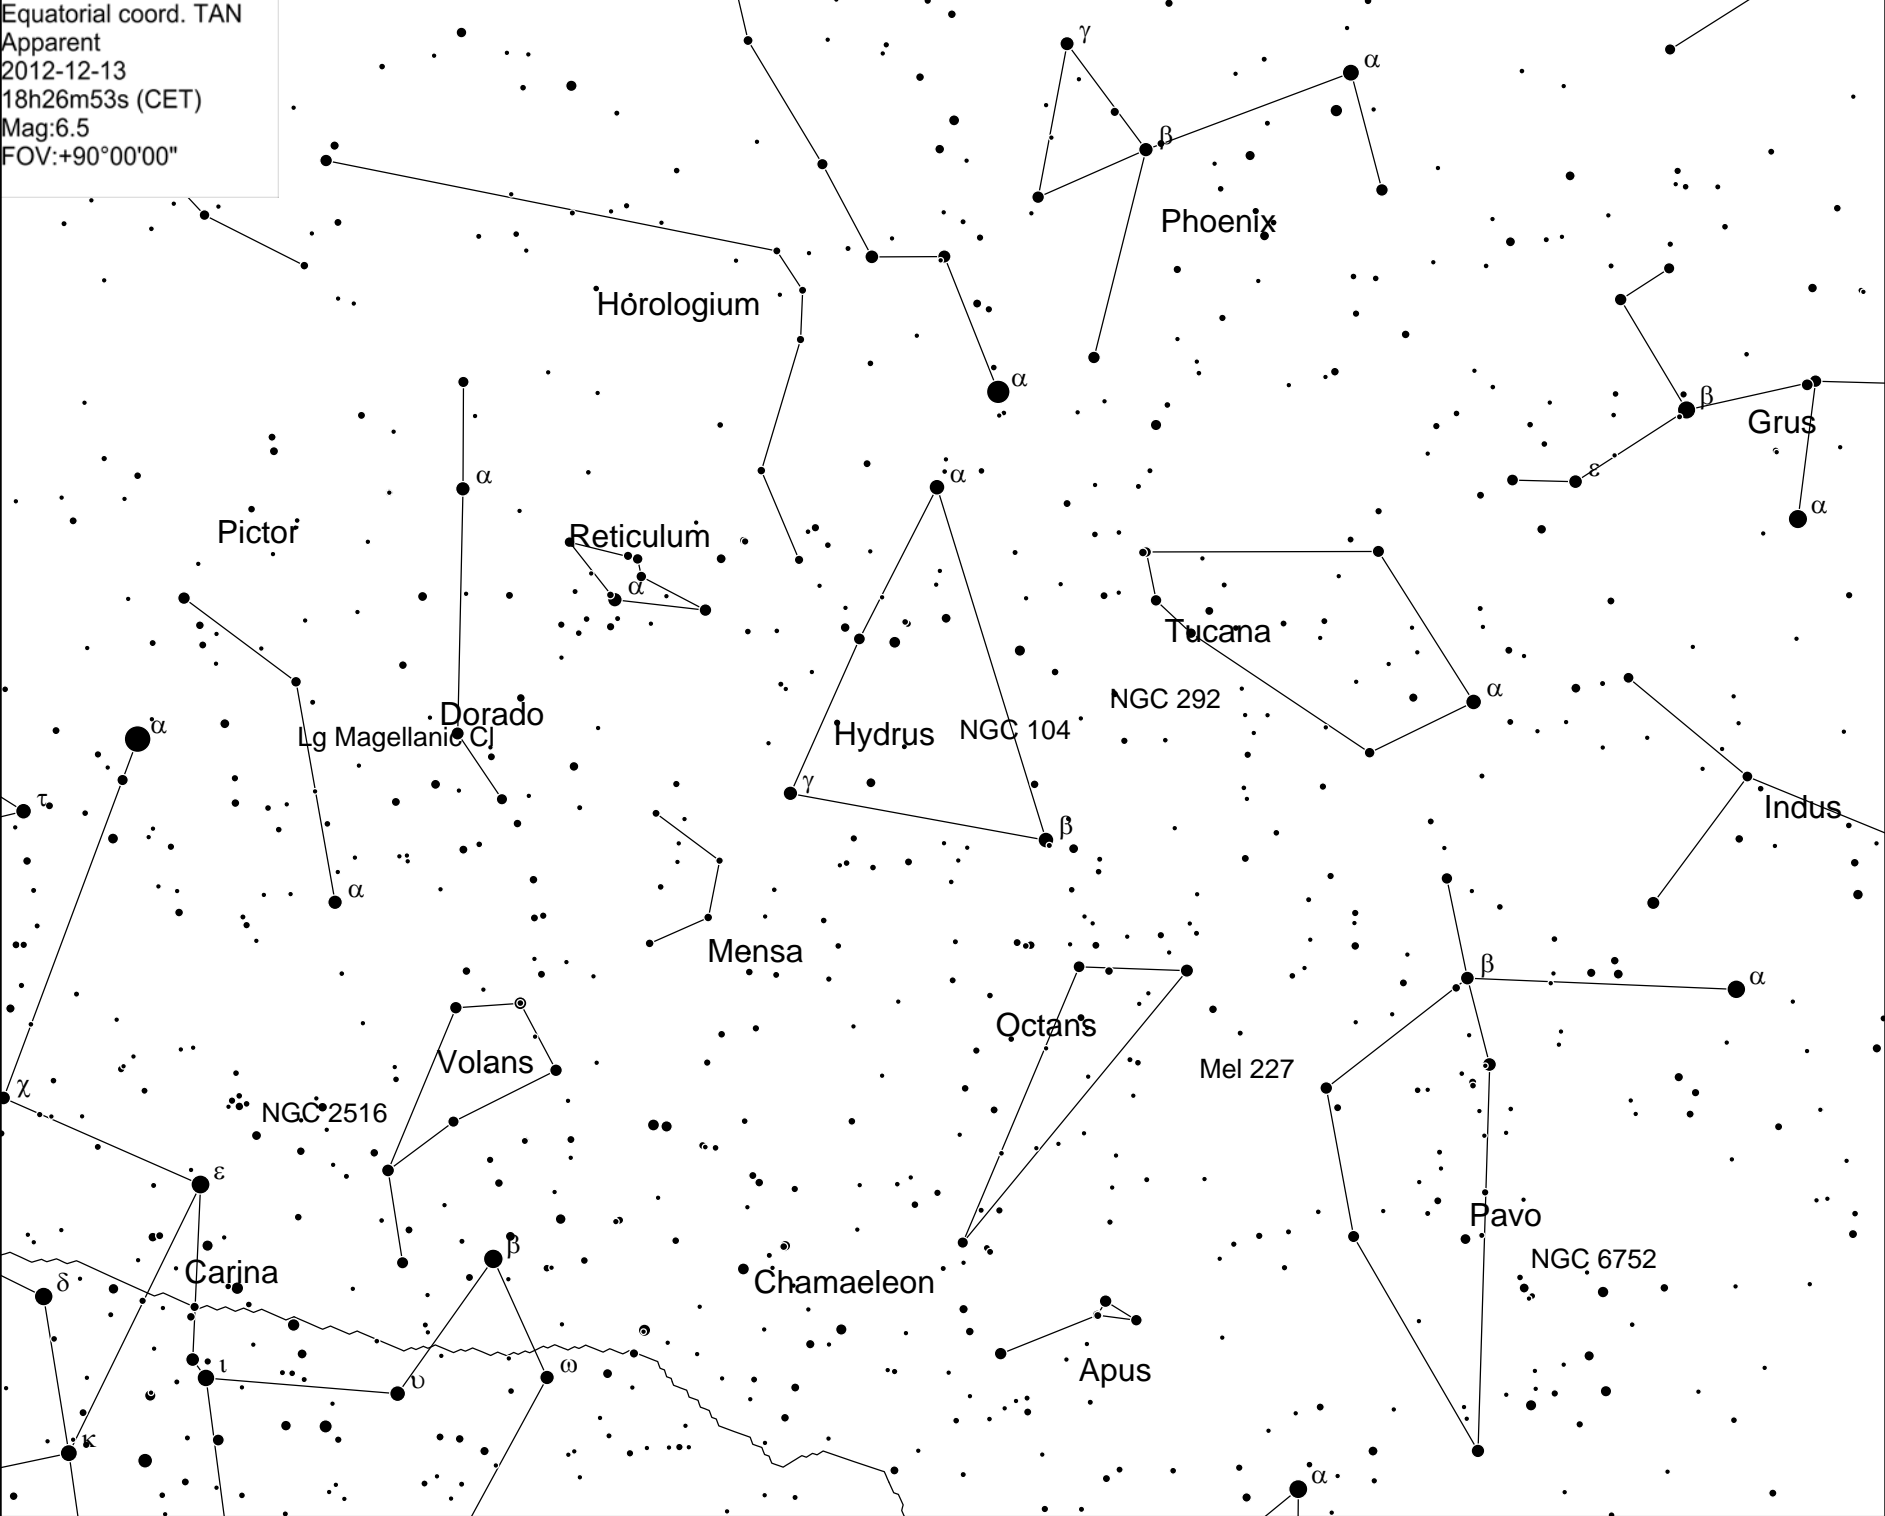 Equatorial coord. TAN
Apparent
2012-12-13
18h26m53s (CET)
Mag:6.5
FOV:+90°00'00"
γ
α
β
Phoenix
Horologium
α
β
Grus
ε
α
α
α
Pictor
Reticulum
α
Tucana
α
NGC 292
Dorado
Lg Magellanic Cl
α
Hydrus
NGC 104
γ
τ
Indus
β
α
Mensa
β
α
Octans
Volans
Mel 227
χ
NGC 2516
ε
Pavo
β
NGC 6752
Carina
δ
Chamaeleon
ι
υ
ω
Apus
κ
α